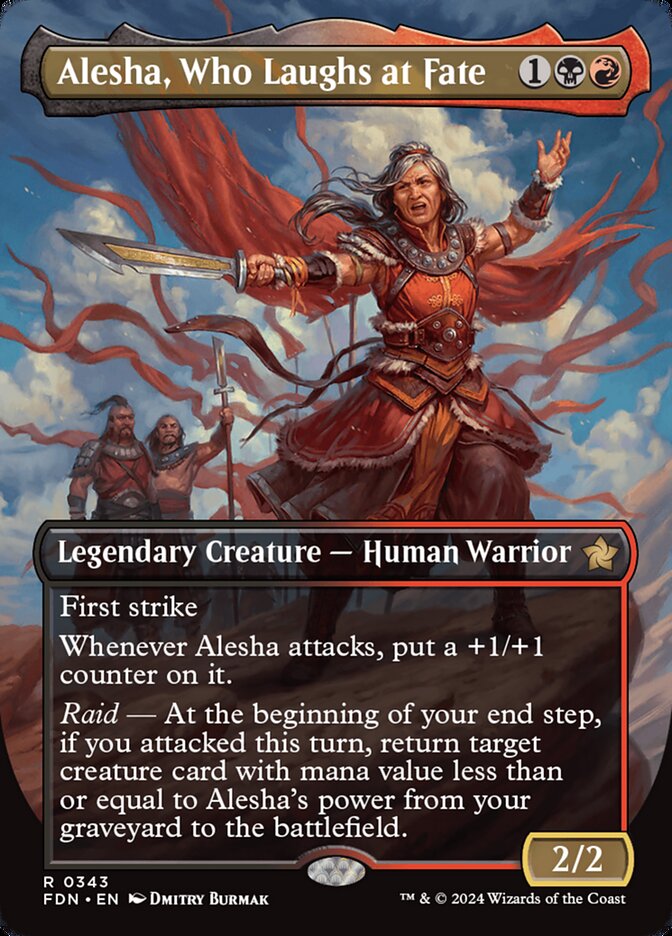 Alesha, Who Laughs at Fate 1
Legendary Creature — Human Warrior
First strike
Whenever Alesha attacks, put a +1/+1
counter on it.
Raid — At the beginning of your end step,
if you attacked this turn, return target
creature card with mana value less than
or equal to Alesha's power from your
graveyard to the battlefield.
2/2
R 0343
FDN • EN Dmitry Burmak
™ & © 2024 Wizards of the Coast